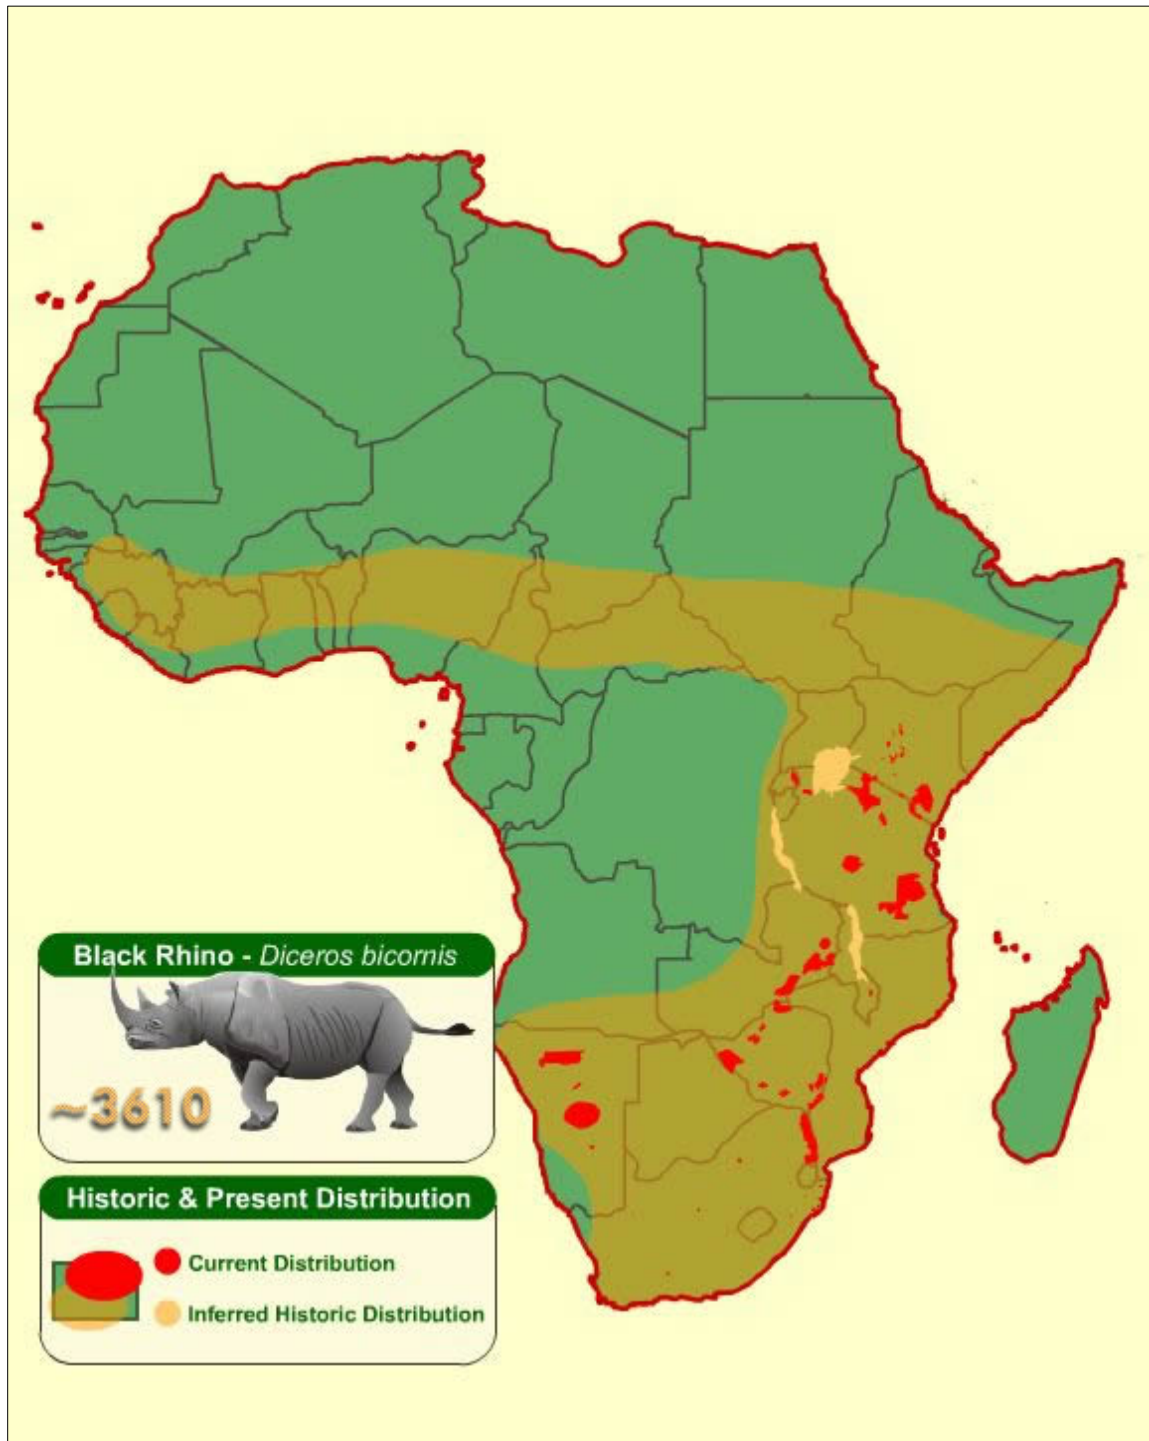 Black Rhino - Diceros bicornis
~3610
Historic & Present Distribution
Current Distribution
Inferred Historic Distribution